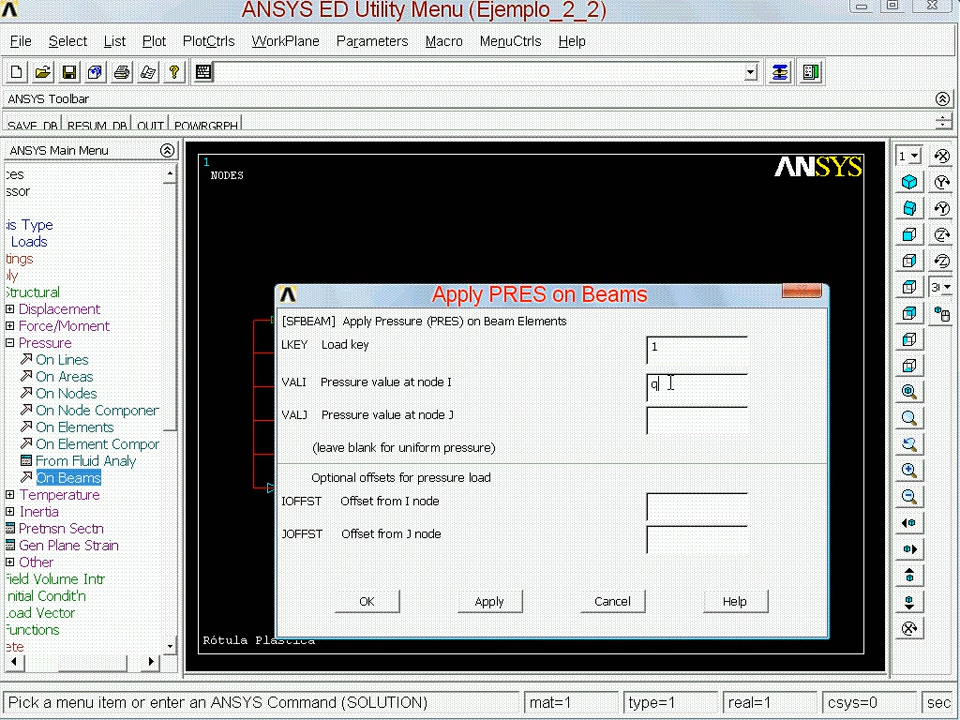 ANSYS ED Utility Menu (Ejemplo_2_2)
File Select List Plot PlotCtrls WorkPlane Parameters Macro MenuCtrls Help
ANSYS Toolbar
SAVE_DB RESUM_DB QUIT POWRGRPH
ANSYS Main Menu
ces
ssor
sis Type
Loads
ttings
ply
Structural
Displacement
Force/Moment
Pressure
On Lines
On Areas
On Nodes
On Node Componer
On Elements
On Element Compor
From Fluid Analy
On Beams
Temperature
Inertia
Pretnsn Sectn
Gen Plane Strain
Other
Field Volume Intr
Initial Condit'n
Load Vector
Functions
ete
1
NODES
ANSYS
Rótula Plástica
Apply PRES on Beams
[SFBEAM] Apply Pressure (PRES) on Beam Elements
LKEY Load key 1
VALI Pressure value at node I q
VALJ Pressure value at node J
(leave blank for uniform pressure)
Optional offsets for pressure load
IOFFST Offset from I node
JOFFST Offset from J node
OK Apply Cancel Help
1
X
Y
Y
Z
Z
3
Pick a menu item or enter an ANSYS Command (SOLUTION) mat=1 type=1 real=1 csys=0 sec